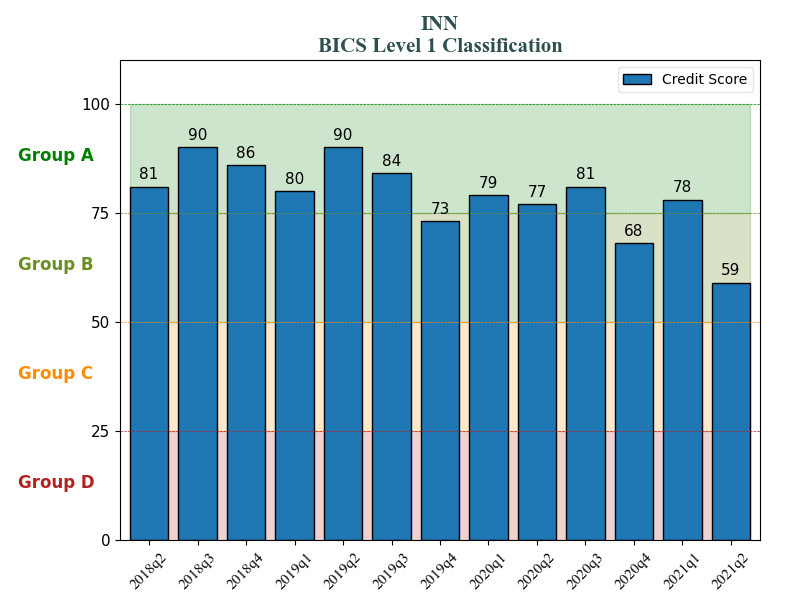 INN
BICS Level 1 Classification
Credit Score
100
75
50
25
0
Group A
Group B
Group C
Group D
81
90
86
80
90
84
73
79
77
81
68
78
59
2018q2
2018q3
2018q4
2019q1
2019q2
2019q3
2019q4
2020q1
2020q2
2020q3
2020q4
2021q1
2021q2